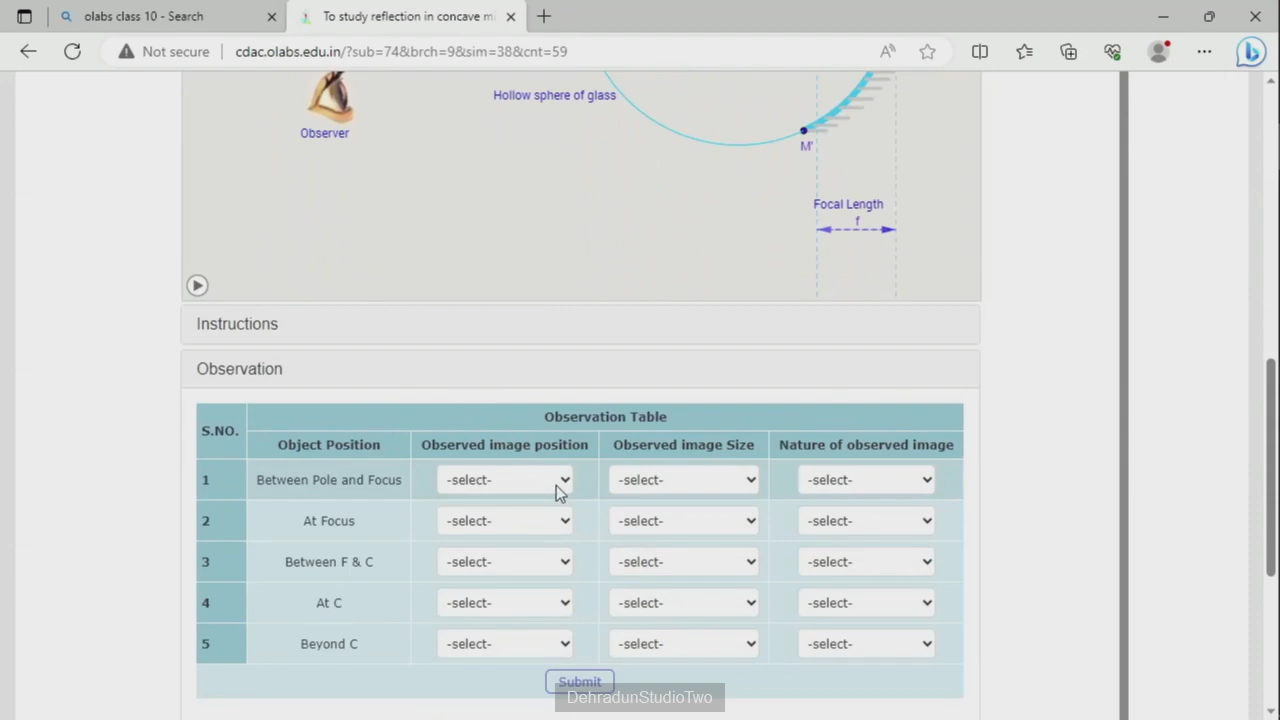 olabs class 10 - Search
To study reflection in concave mi
Not secure
cdac.olabs.edu.in/?sub=74&brch=9&sim=38&cnt=59
Hollow sphere of glass
Observer
M'
Focal Length
f
Instructions
Observation
S.NO.
Observation Table
Object Position
Observed image position
Observed image Size
Nature of observed image
1
Between Pole and Focus
-select-
-select-
-select-
2
At Focus
-select-
-select-
-select-
3
Between F & C
-select-
-select-
-select-
4
At C
-select-
-select-
-select-
5
Beyond C
-select-
-select-
-select-
Submit
DehradunStudioTwo